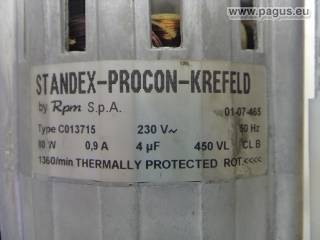 www.pagus.eu
STANDEX-PROCON-KREFELD
by Rpm S.p.A. 01-07-465
Type C013715 230 V~ 50 Hz
80 W 0,9 A 4 µF 450 VL CL B
1360/min THERMALLY PROTECTED ROT.<<<<